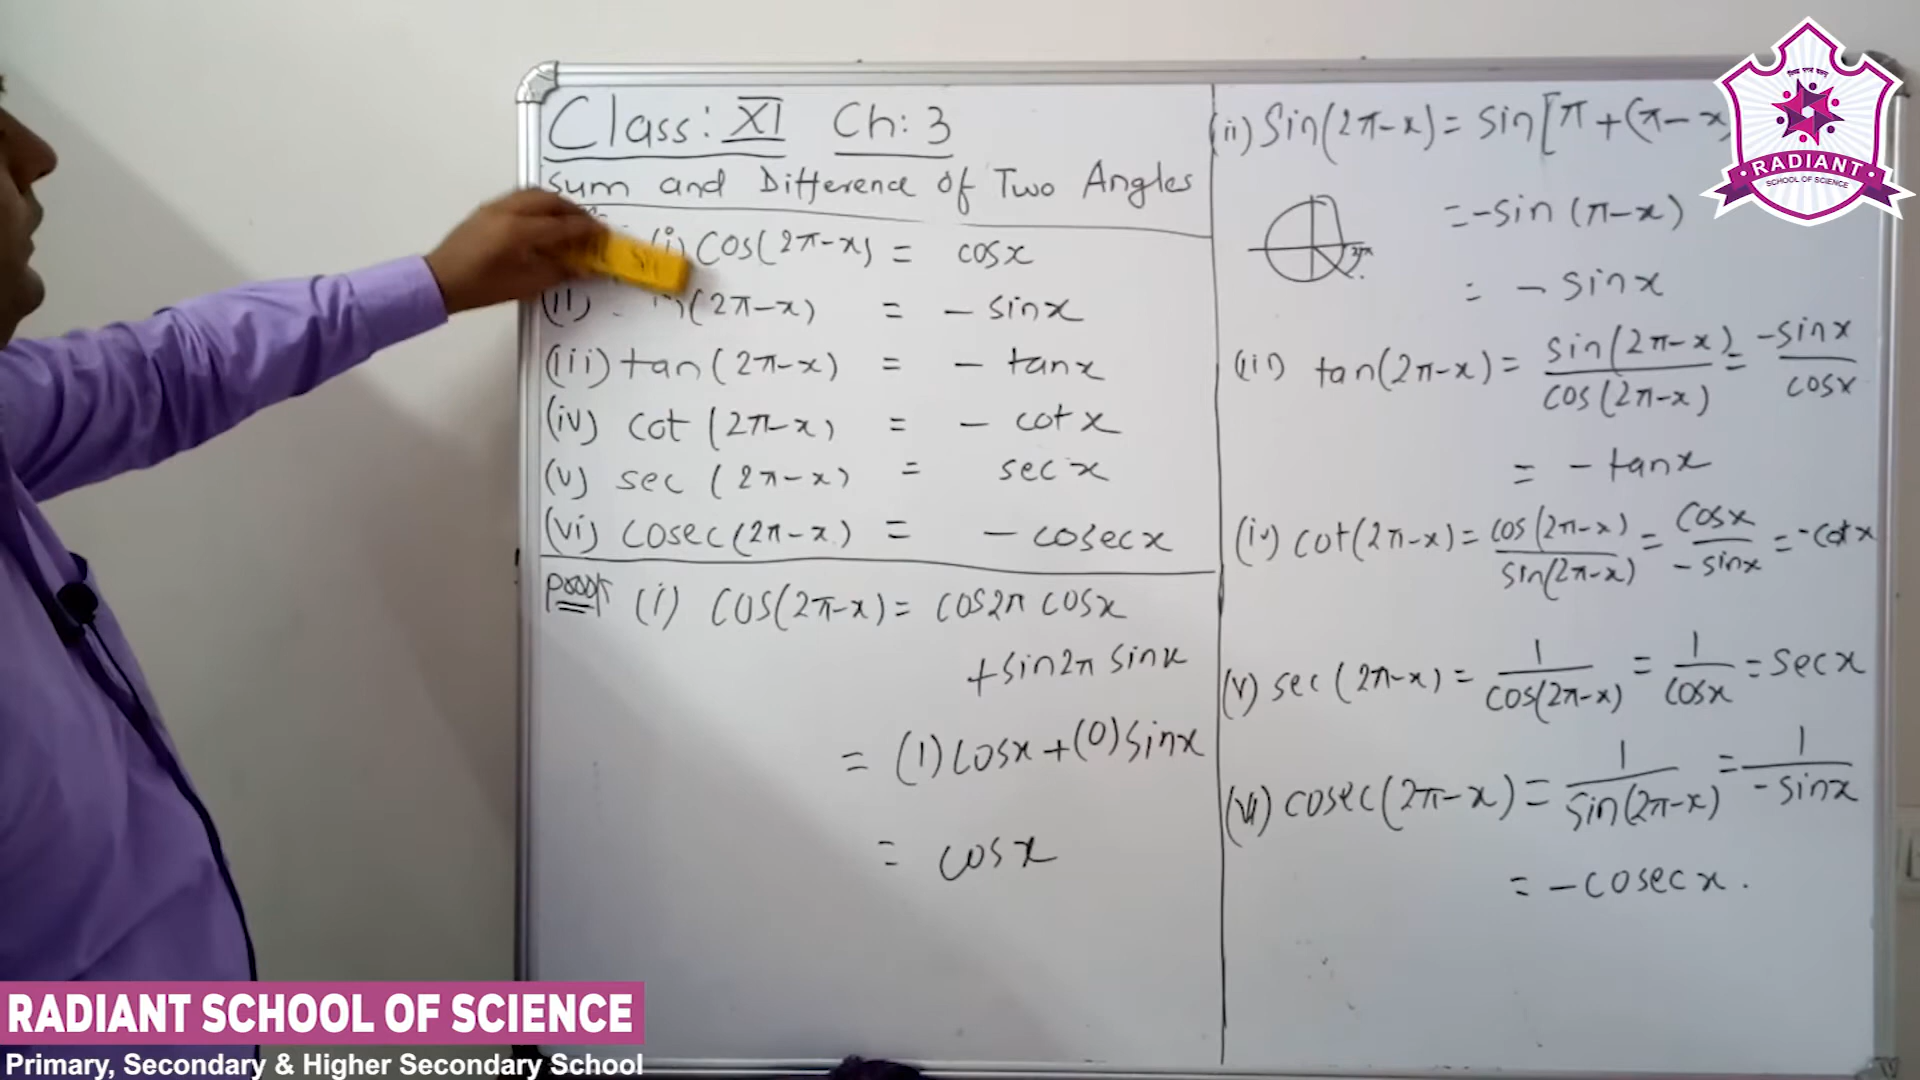 Class: XI Ch: 3
Sum and Difference of Two Angles
(i) cos(2π-x) = cosx
(ii) (2π-x) = - sinx
(iii) tan(2π-x) = - tanx
(iv) cot (2π-x) = - cotx
(v) sec (2π-x) = secx
(vi) cosec(2π-x) = - cosecx
Proof (i) cos(2π-x) = cos2π cosx
+ sin2π sinx
= (1)cosx + (0)sinx
= cosx
(ii) sin(2π-x) = sin[π + (π-x)
= -sin (π-x)
= - sinx
(iii) tan(2π-x) = sin(2π-x)/cos(2π-x) = -sinx/cosx
= - tanx
(iv) cot(2π-x) = cos(2π-x)/sin(2π-x) = cosx/-sinx = -cotx
(v) sec(2π-x) = 1/cos(2π-x) = 1/cosx = secx
(vi) cosec(2π-x) = 1/sin(2π-x) = 1/-sinx
= -cosecx.
RADIANT
SCHOOL OF SCIENCE
RADIANT SCHOOL OF SCIENCE
Primary, Secondary & Higher Secondary School